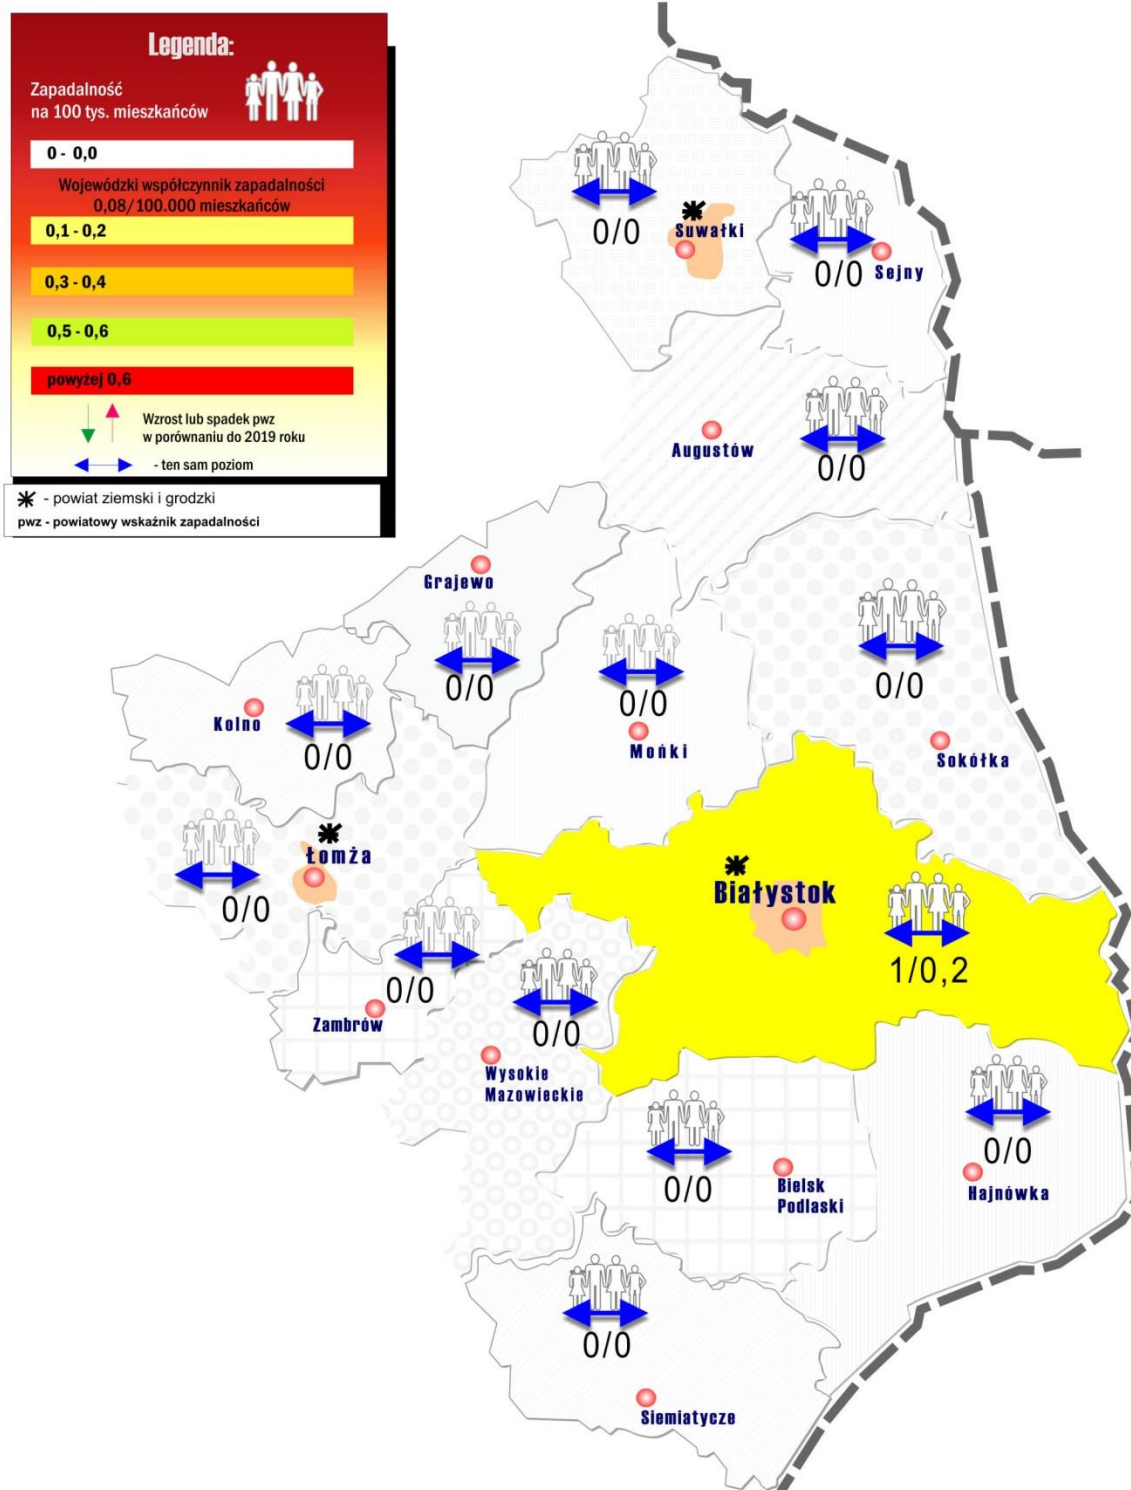 Legenda:
Zapadalność
na 100 tys. mieszkańców
0 - 0,0
Wojewódzki współczynnik zapadalności
0,08/100.000 mieszkańców
0,1 - 0,2
0,3 - 0,4
0,5 - 0,6
powyżej 0,6
Wzrost lub spadek pwz
w porównaniu do 2019 roku
- ten sam poziom
- powiat ziemski i grodzki
pwz - powiatowy wskaźnik zapadalności
0/0
Suwałki
0/0
Sejny
Augustów
0/0
Grajewo
0/0
0/0
0/0
Kolno
0/0
Mońki
Sokółka
Łomża
0/0
Białystok
1/0,2
0/0
Zambrów
0/0
Wysokie
Mazowieckie
0/0
Bielsk
Podlaski
0/0
Hajnówka
0/0
Siemiatycze